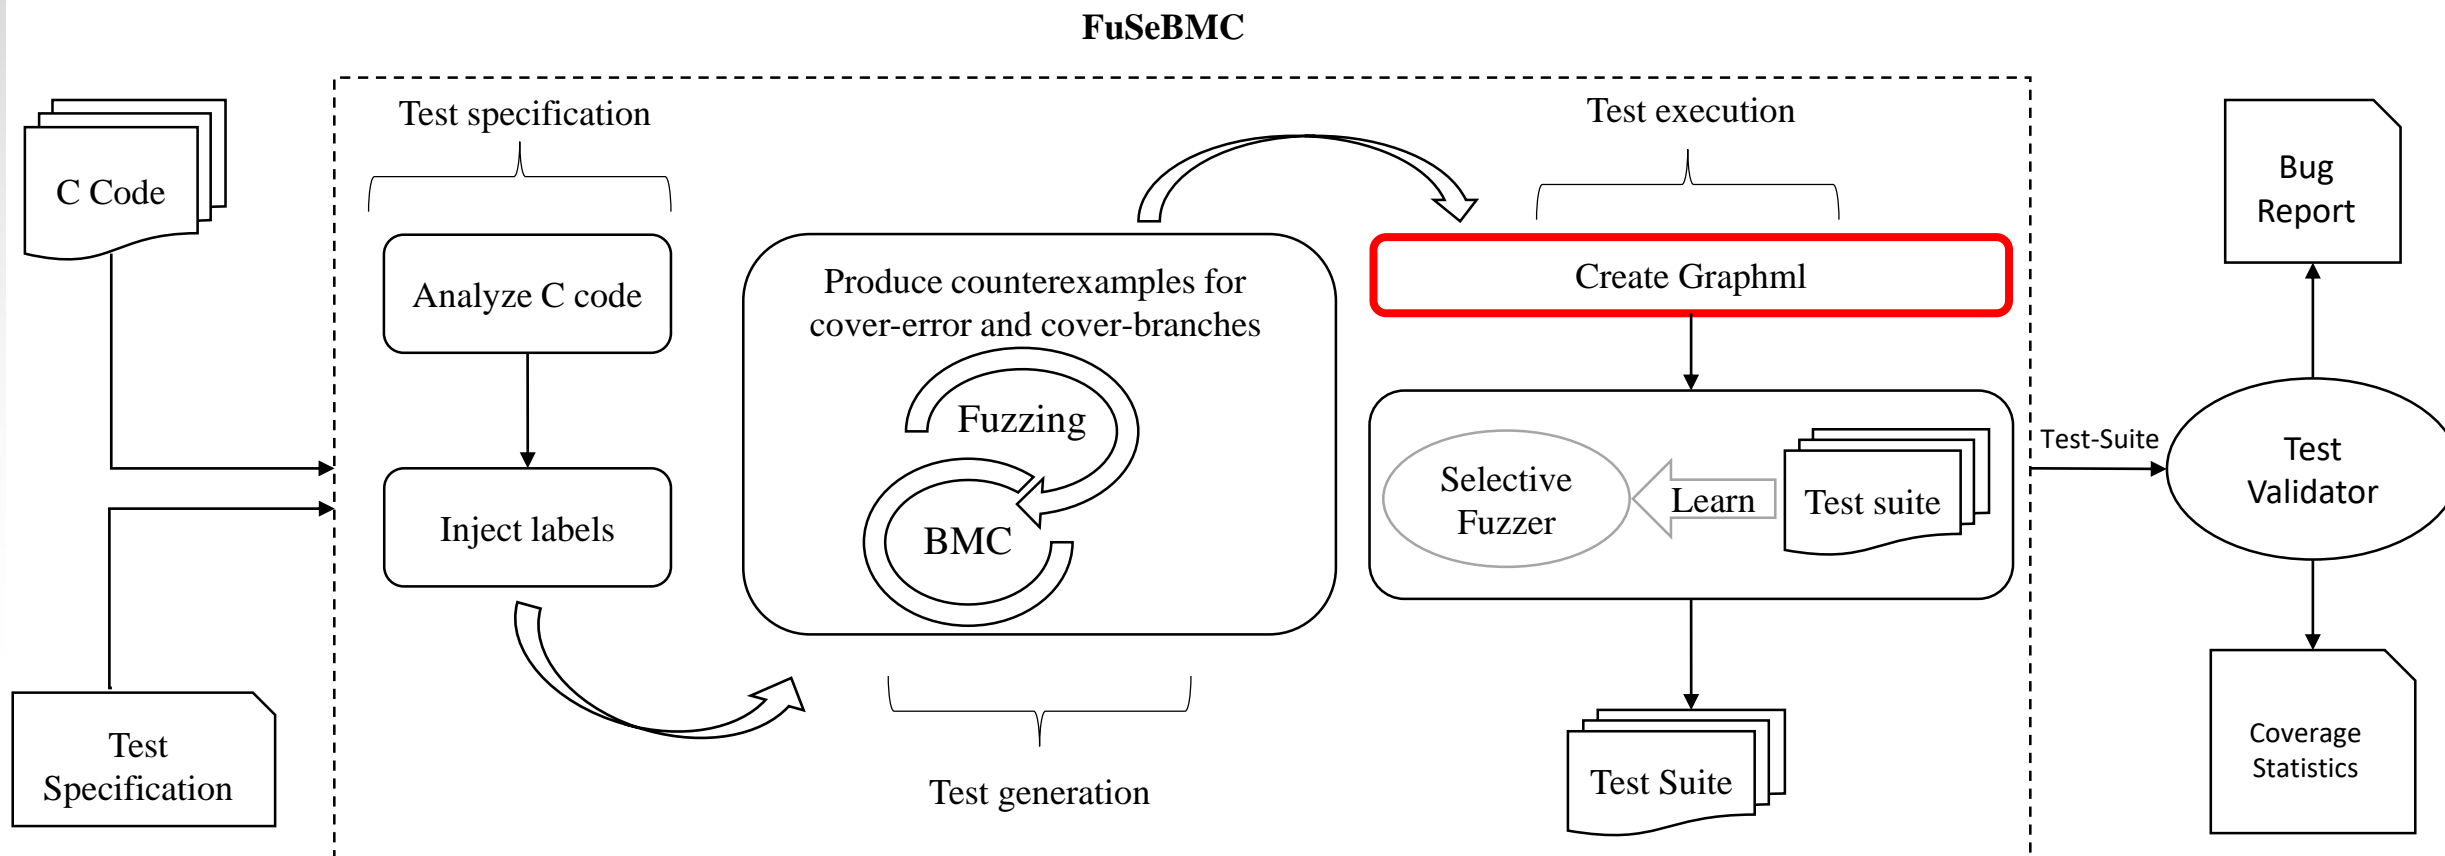 FuSeBMC
C Code
Test
Specification
Test specification
Analyze C code
Inject labels
Produce counterexamples for
cover-error and cover-branches
Fuzzing
BMC
Test generation
Test execution
Create Graphml
Selective
Fuzzer
Learn
Test suite
Test Suite
Test-Suite
Bug
Report
Test
Validator
Coverage
Statistics